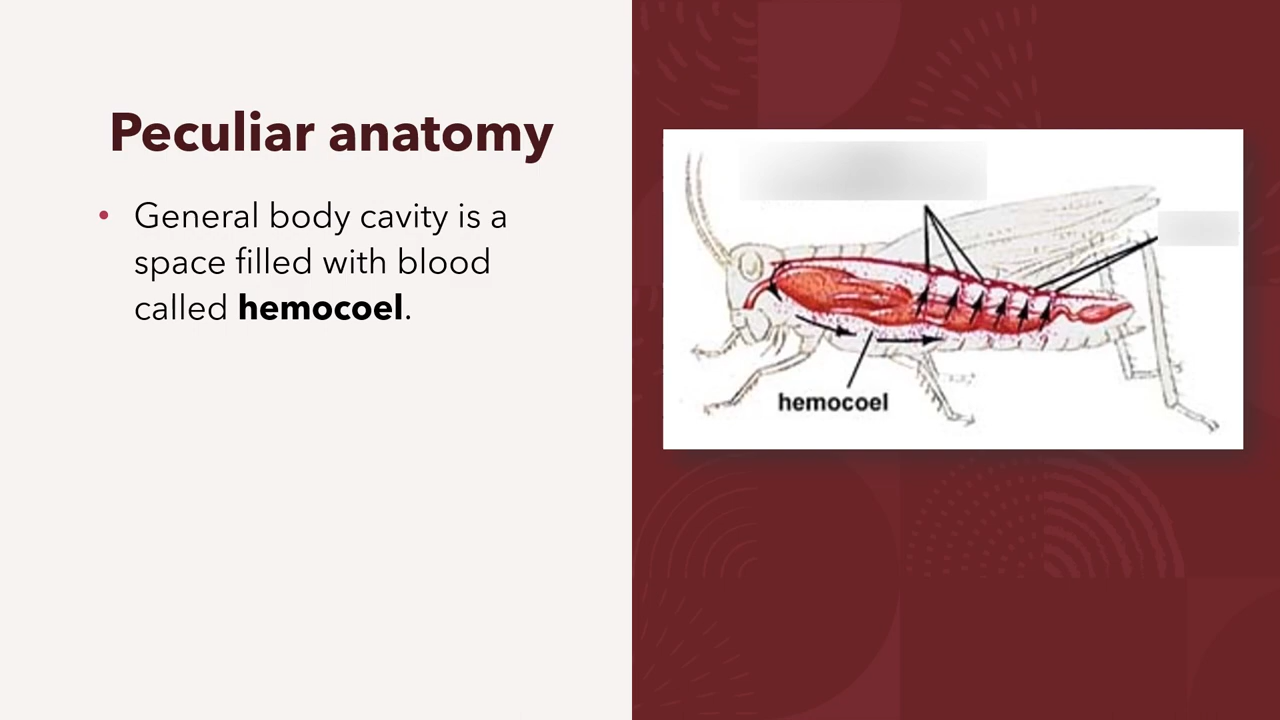 Peculiar anatomy
• General body cavity is a
space filled with blood
called hemocoel.
hemocoel